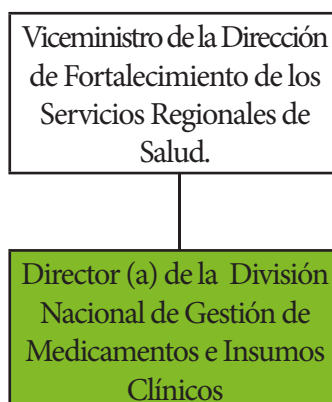 Viceministro de la Dirección
de Fortalecimiento de los
Servicios Regionales de
Salud.
Director (a) de la División
Nacional de Gestión de
Medicamentos e Insumos
Clínicos